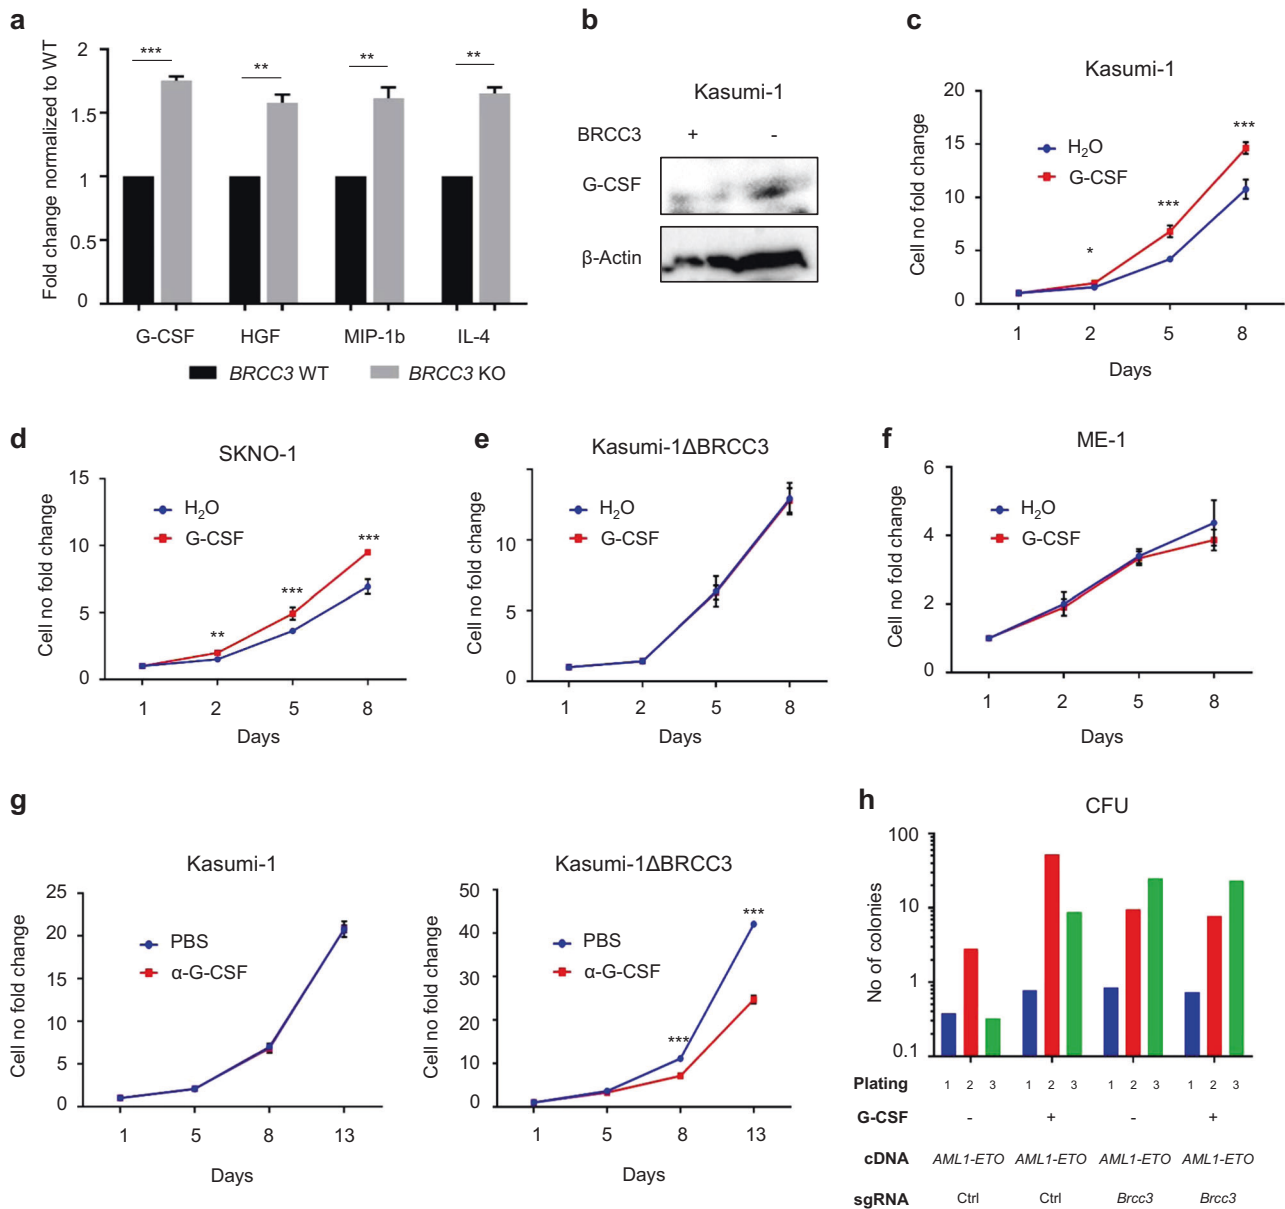 a
Fold change normalized to WT
2
1.5
1
0.5
0
***
**
**
**
G-CSF HGF MIP-1b IL-4
BRCC3 WT BRCC3 KO
b
Kasumi-1
BRCC3 + -
G-CSF
β-Actin
c
Kasumi-1
Cell no fold change
20
15
10
5
0
H₂O
G-CSF
*
***
***
1 2 5 8
Days
d
SKNO-1
Cell no fold change
15
10
5
0
H₂O
G-CSF
**
***
***
1 2 5 8
Days
e
Kasumi-1ΔBRCC3
Cell no fold change
10
5
0
H₂O
G-CSF
1 2 5 8
Days
f
ME-1
Cell no fold change
6
4
2
0
H₂O
G-CSF
1 2 5 8
Days
g
Kasumi-1
Cell no fold change
25
20
15
10
5
0
PBS
α-G-CSF
1 5 8 13
Days
Kasumi-1ΔBRCC3
Cell no fold change
50
40
30
20
10
0
PBS
α-G-CSF
***
***
1 5 8 13
Days
h
CFU
No of colonies
100
10
1
0.1
Plating 1 2 3 1 2 3 1 2 3 1 2 3
G-CSF - + - +
cDNA AML1-ETO AML1-ETO AML1-ETO AML1-ETO
sgRNA Ctrl Ctrl Brcc3 Brcc3